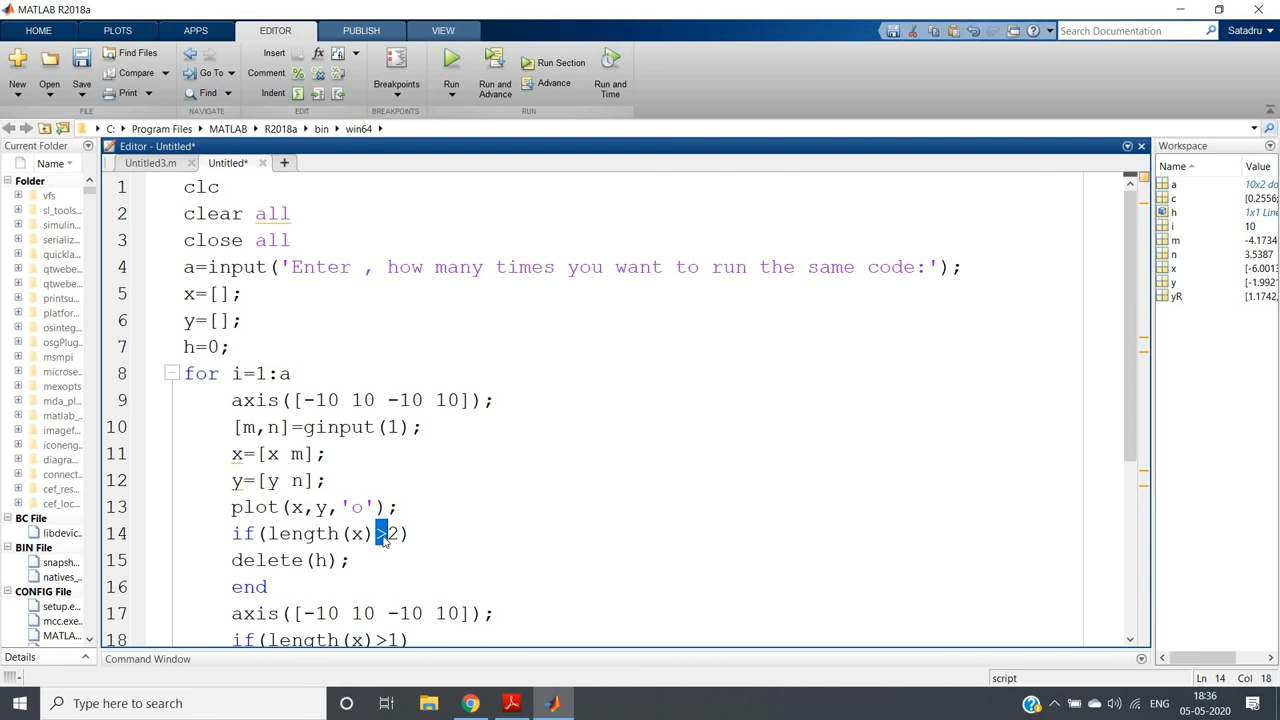 MATLAB R2018a
HOME PLOTS APPS EDITOR PUBLISH VIEW
Search Documentation
Satadru
New Open Save
Find Files
Compare
Print
Go To
Find
Insert
Comment
Indent
Breakpoints
Run
Run and Advance
Run Section
Advance
Run and Time
FILE NAVIGATE EDIT BREAKPOINTS RUN
C: Program Files MATLAB R2018a bin win64
Current Folder
Name
Folder
vfs
sl_tools...
simulin...
serializ...
quickla...
qtwebe...
qtwebe...
prntsu...
platfor...
osinteg...
osgPlug...
msmpi
microse...
mexopts
mda_pl...
matlab_...
imagef...
iconeng...
diagra...
connect...
cef_res...
cef_loc...
BC File
libdevic...
BIN File
snapsh...
natives_...
CONFIG File
setup.e...
mcc.exe...
MATLA...
Details
Editor - Untitled*
Untitled3.m
Untitled*
1 clc
2 clear all
3 close all
4 a=input('Enter , how many times you want to run the same code:');
5 x=[];
6 y=[];
7 h=0;
8 for i=1:a
9 axis([-10 10 -10 10]);
10 [m,n]=ginput(1);
11 x=[x m];
12 y=[y n];
13 plot(x,y,'o');
14 if(length(x)>2)
15 delete(h);
16 end
17 axis([-10 10 -10 10]);
18 if(length(x)>1)
Command Window
Workspace
Name Value
a 10x2 do
c [0.2556;
h 1x1 Line
i 10
m -4.1734
n 3.5387
x [-6.0013
y [-1.9921
yR [1.1742,
script
Ln 14 Col 18
Type here to search
ENG
18:36
05-05-2020